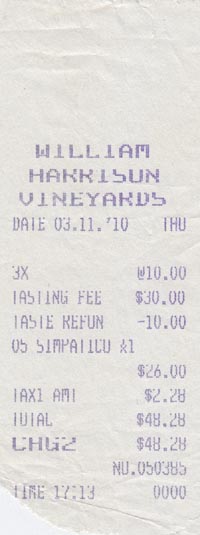 WILLIAM
HARRISON
VINEYARDS
DATE 03.11.'10 THU
3X @10.00
TASTING FEE $30.00
TASTE REFUN -10.00
05 SIMPATICO &1
$26.00
TAX1 AMT $2.28
TOTAL $48.28
CHG2 $48.28
NO.050385
TIME 17:13 0000